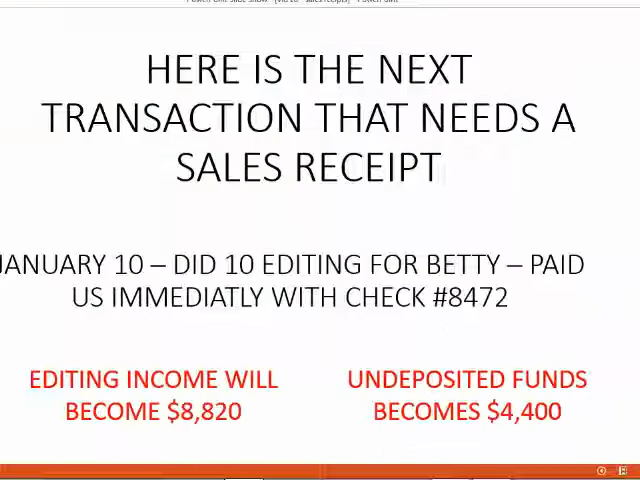 HERE IS THE NEXT
TRANSACTION THAT NEEDS A
SALES RECEIPT
JANUARY 10 – DID 10 EDITING FOR BETTY – PAID
US IMMEDIATLY WITH CHECK #8472
EDITING INCOME WILL
BECOME $8,820
UNDEPOSITED FUNDS
BECOMES $4,400